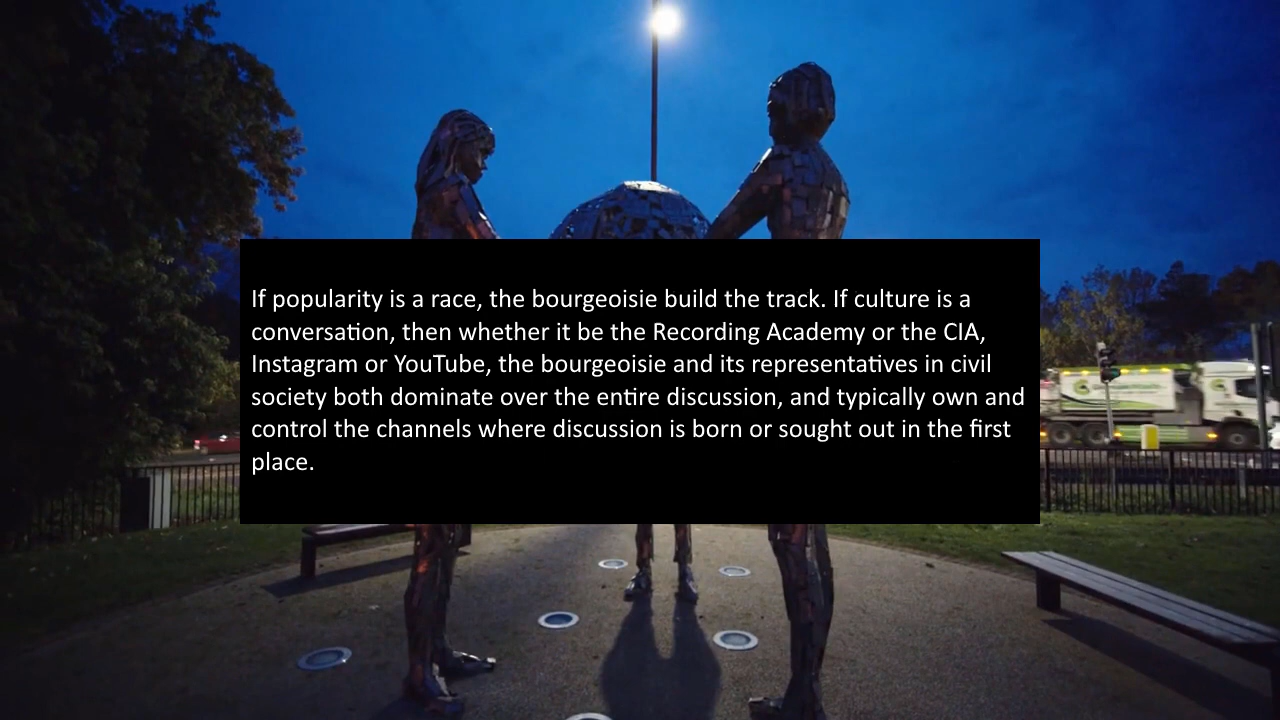 If popularity is a race, the bourgeoisie build the track. If culture is a
conversation, then whether it be the Recording Academy or the CIA,
Instagram or YouTube, the bourgeoisie and its representatives in civil
society both dominate over the entire discussion, and typically own and
control the channels where discussion is born or sought out in the first
place.